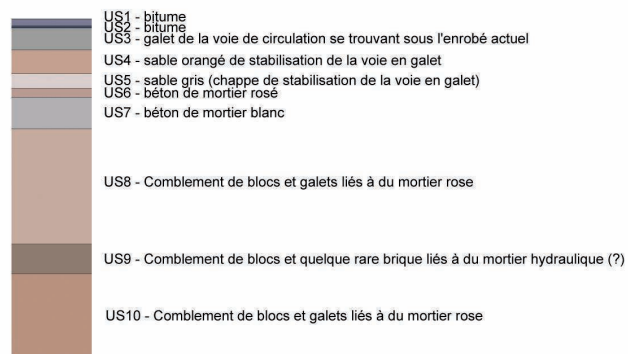 US1 - bitume
US2 - bitume
US3 - galet de la voie de circulation se trouvant sous l'enrobé actuel
US4 - sable orangé de stabilisation de la voie en galet
US5 - sable gris (chappe de stabilisation de la voie en galet)
US6 - béton de mortier rosé
US7 - béton de mortier blanc
US8 - Comblement de blocs et galets liés à du mortier rose
US9 - Comblement de blocs et quelque rare brique liés à du mortier hydraulique (?)
US10 - Comblement de blocs et galets liés à du mortier rose